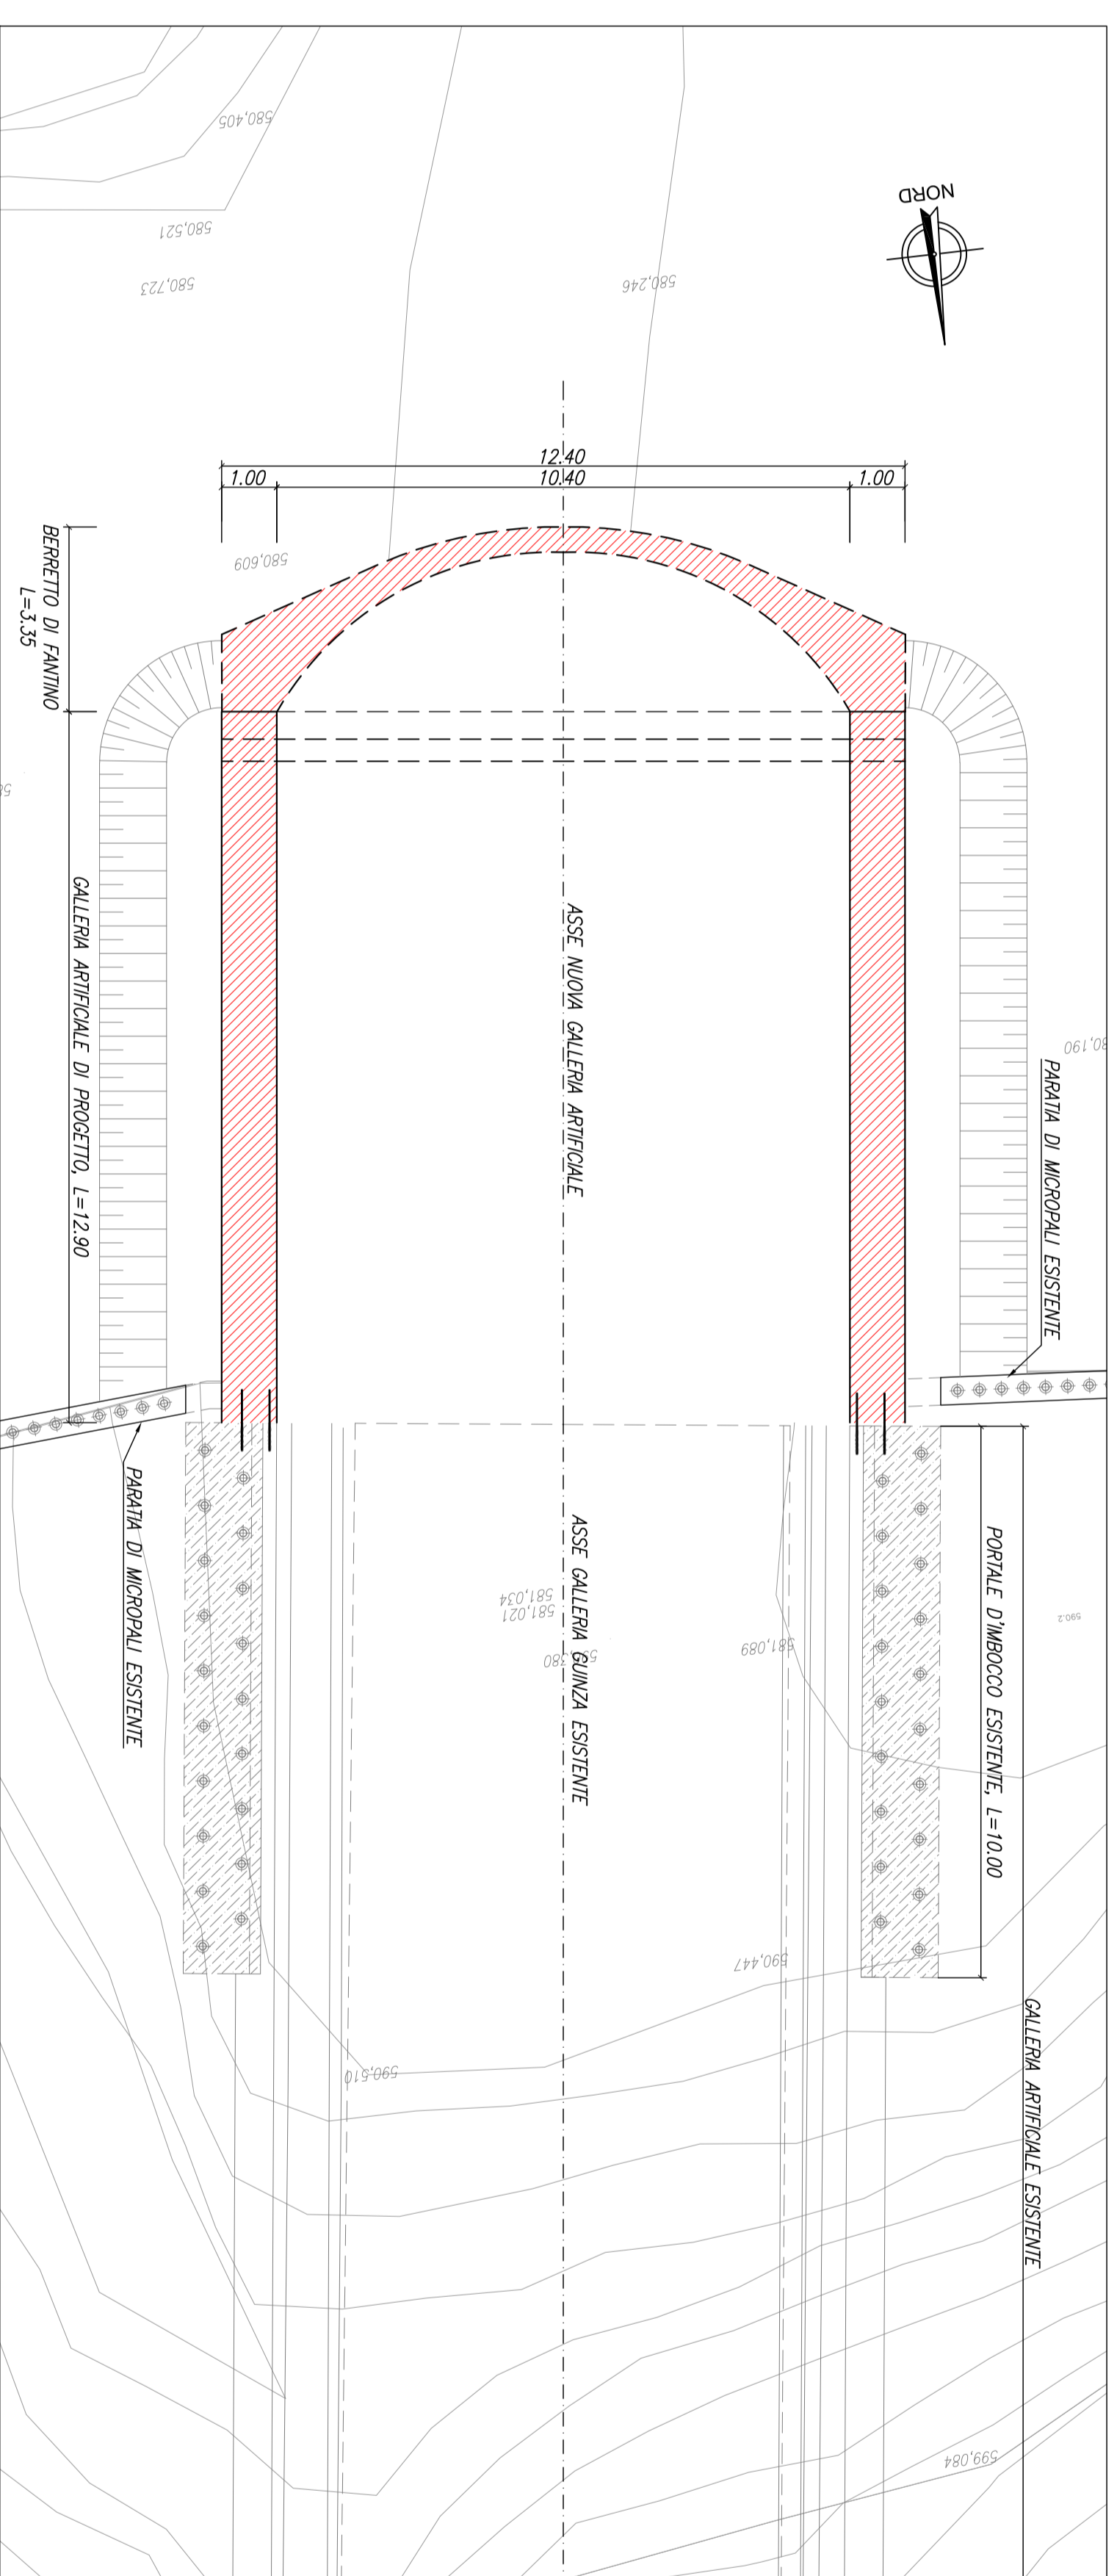 580,405
580,521
580,723
580,246
NORD
12.40
1.00
10.40
1.00
580,609
BERRETTO DI FANTINO
L=3.35
GALLERIA ARTIFICIALE DI PROGETTO, L=12.90
ASSE NUOVA GALLERIA ARTIFICIALE
PARATIA DI MICROPALI ESISTENTE
PARATIA DI MICROPALI ESISTENTE
ASSE GALLERIA GUINZA ESISTENTE
PORTALE D'IMBOCCO ESISTENTE, L=10.00
GALLERIA ARTIFICIALE ESISTENTE
581,034
581,021
581,089
590.2
590,447
590,510
599,084